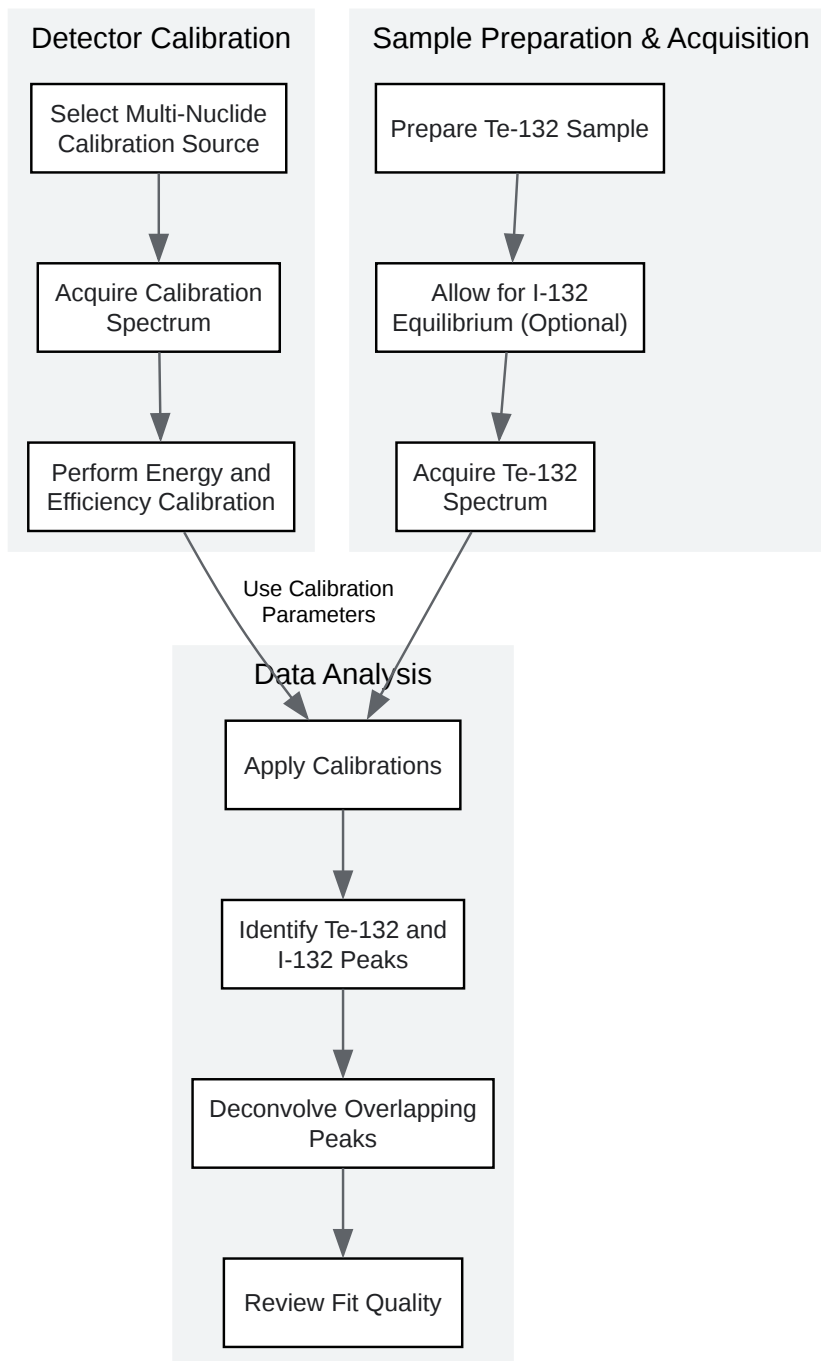 Detector Calibration
Select Multi-Nuclide
Calibration Source
Acquire Calibration
Spectrum
Perform Energy and
Efficiency Calibration
Sample Preparation & Acquisition
Prepare Te-132 Sample
Allow for I-132
Equilibrium (Optional)
Acquire Te-132
Spectrum
Use Calibration
Parameters
Data Analysis
Apply Calibrations
Identify Te-132 and
I-132 Peaks
Deconvolve Overlapping
Peaks
Review Fit Quality